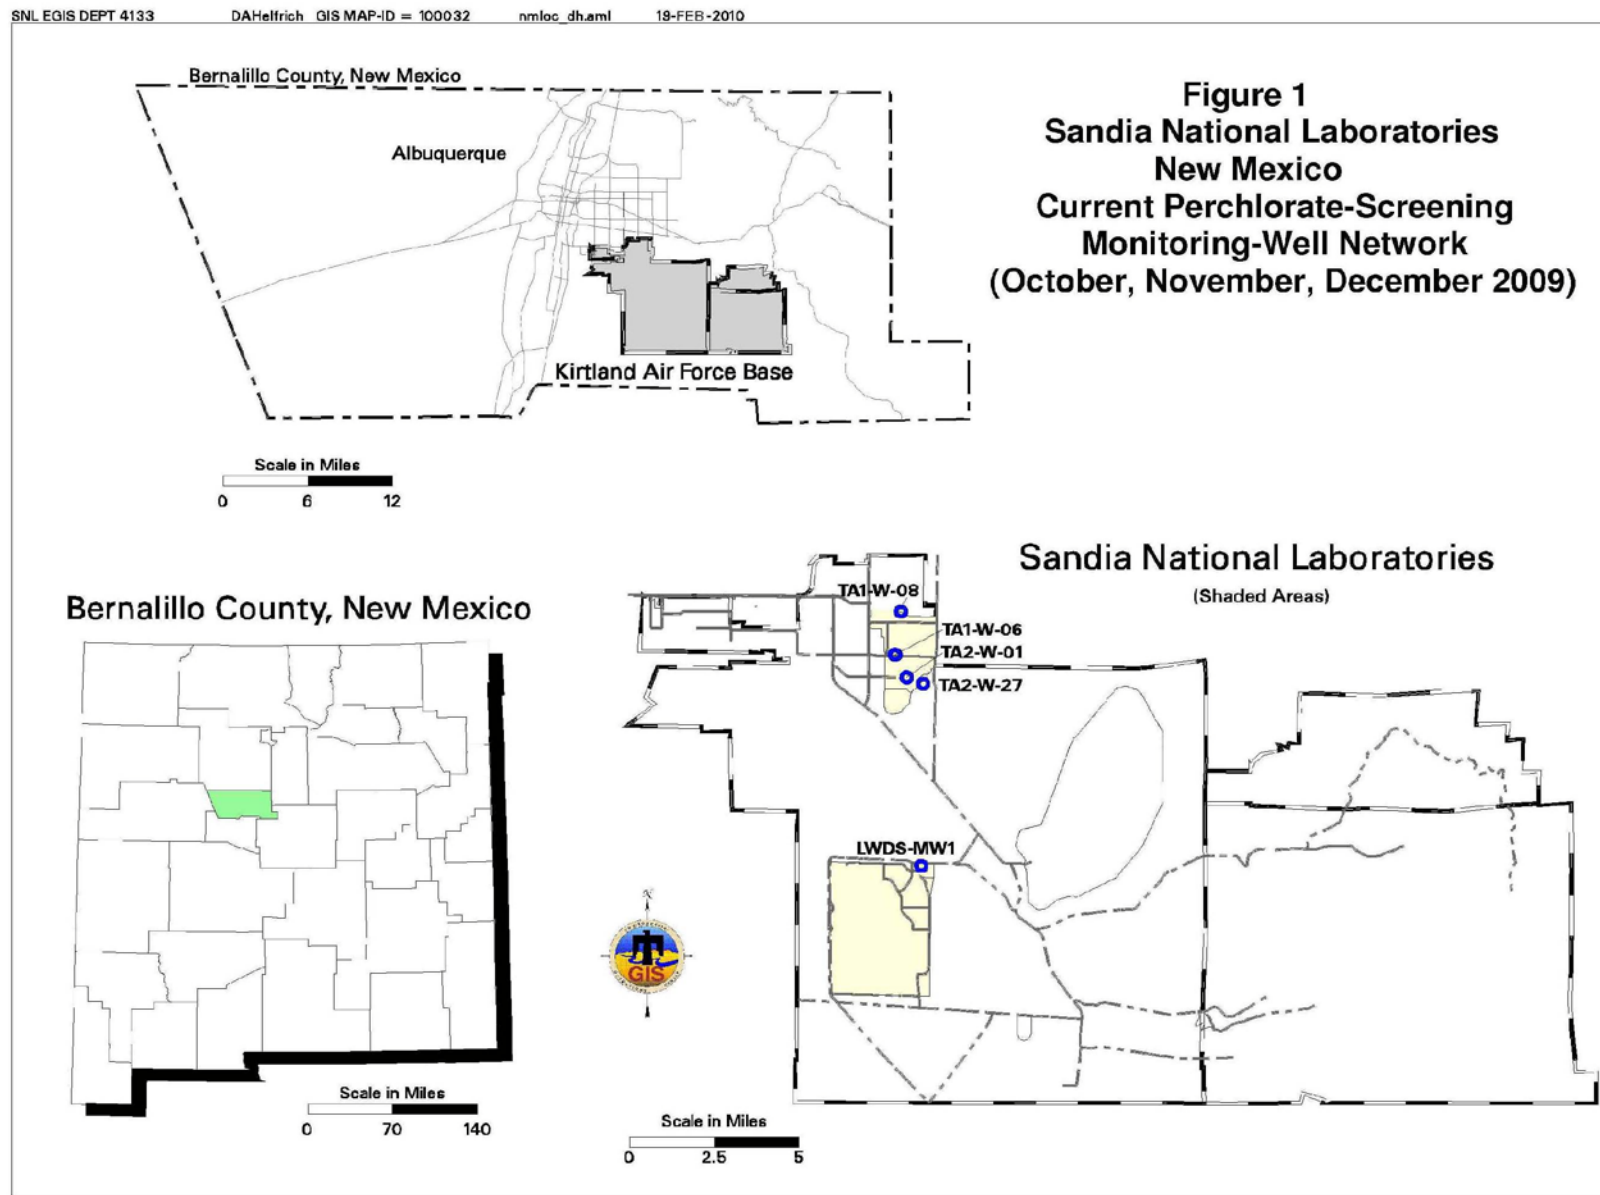 SNL EGIS DEPT 4133 DAHelfrich GIS MAP-ID = 100032 nmloc_dh.aml 19-FEB-2010
Bernalillo County, New Mexico
Albuquerque
Kirtland Air Force Base
Scale in Miles
0 6 12
Figure 1
Sandia National Laboratories
New Mexico
Current Perchlorate-Screening
Monitoring-Well Network
(October, November, December 2009)
Bernalillo County, New Mexico
Scale in Miles
0 70 140
Sandia National Laboratories
(Shaded Areas)
TA1-W-08
TA1-W-06
TA2-W-01
TA2-W-27
LWDS-MW1
N
GIS
Scale in Miles
0 2.5 5